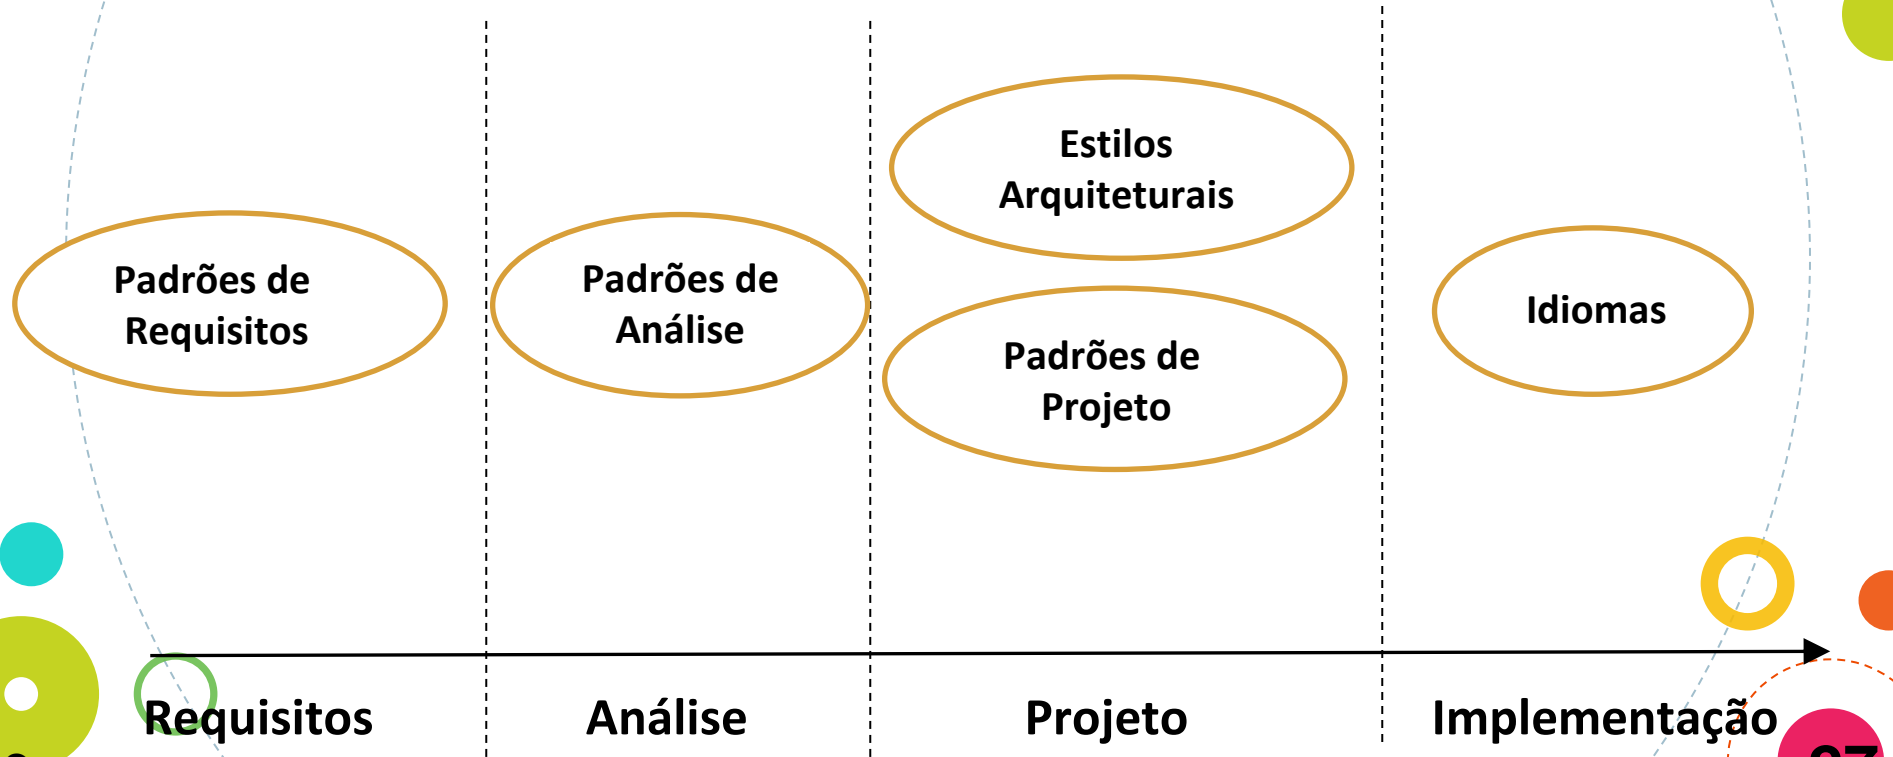 Estilos
Arquiteturais
Padrões de
Requisitos
Padrões de
Análise
Padrões de
Projeto
Idiomas
Requisitos
Análise
Projeto
Implementação